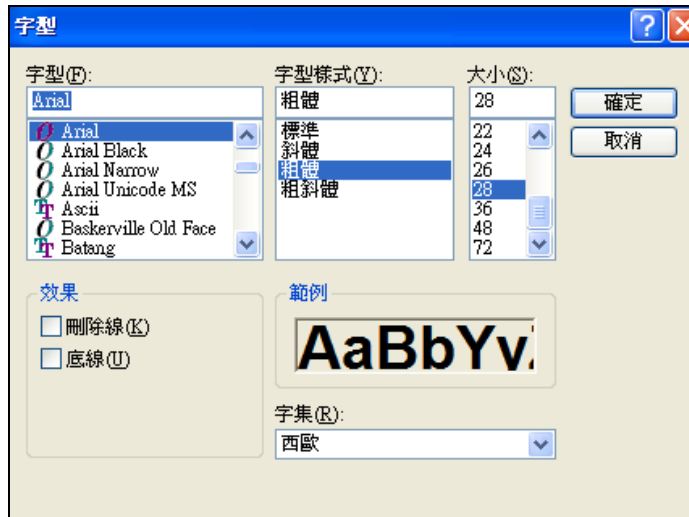 字型
字型(F):
Arial
Arial
Arial Black
Arial Narrow
Arial Unicode MS
Ascii
Baskerville Old Face
Batang
字型樣式(Y):
粗體
標準
斜體
粗體
粗斜體
大小(S):
28
22
24
26
28
36
48
72
確定
取消
效果
刪除線(K)
底線(U)
範例
AaBbYv
字集(R):
西歐